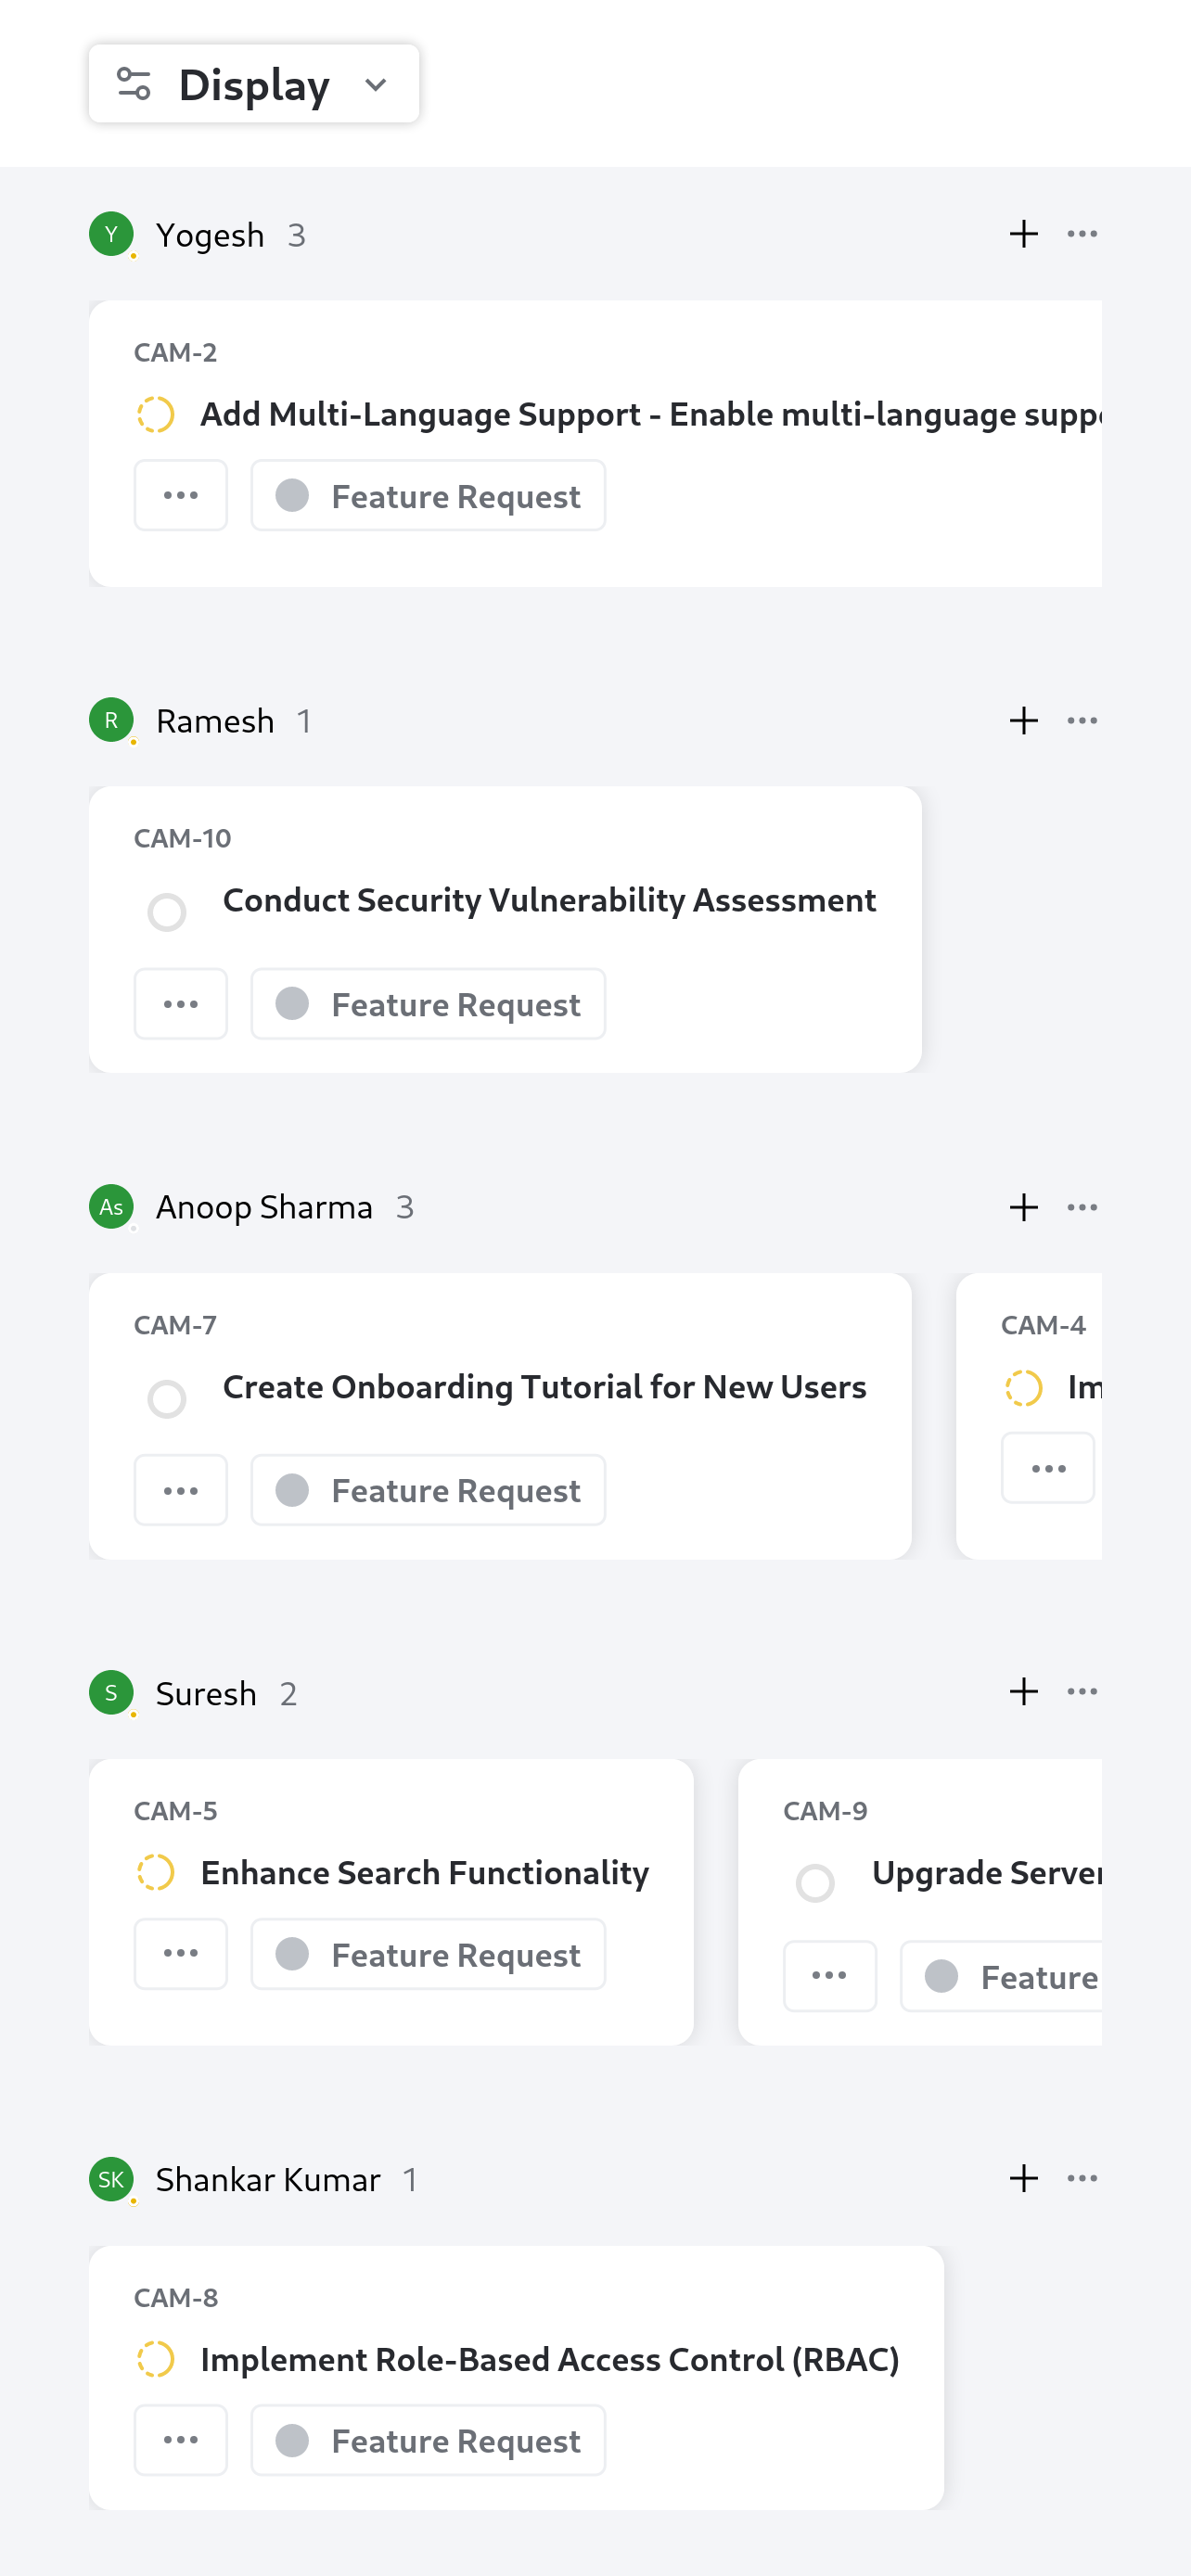 Display
Y Yogesh 3
CAM-2
Add Multi-Language Support - Enable multi-language
Feature Request
R Ramesh 1
CAM-10
Conduct Security Vulnerability Assessment
Feature Request
As Anoop Sharma 3
CAM-7
Create Onboarding Tutorial for New Users
Feature Request
CAM-4
S Suresh 2
CAM-5
Enhance Search Functionality
Feature Request
CAM-9
Upgrade Server
Feature
SK Shankar Kumar 1
CAM-8
Implement Role-Based Access Control (RBAC)
Feature Request